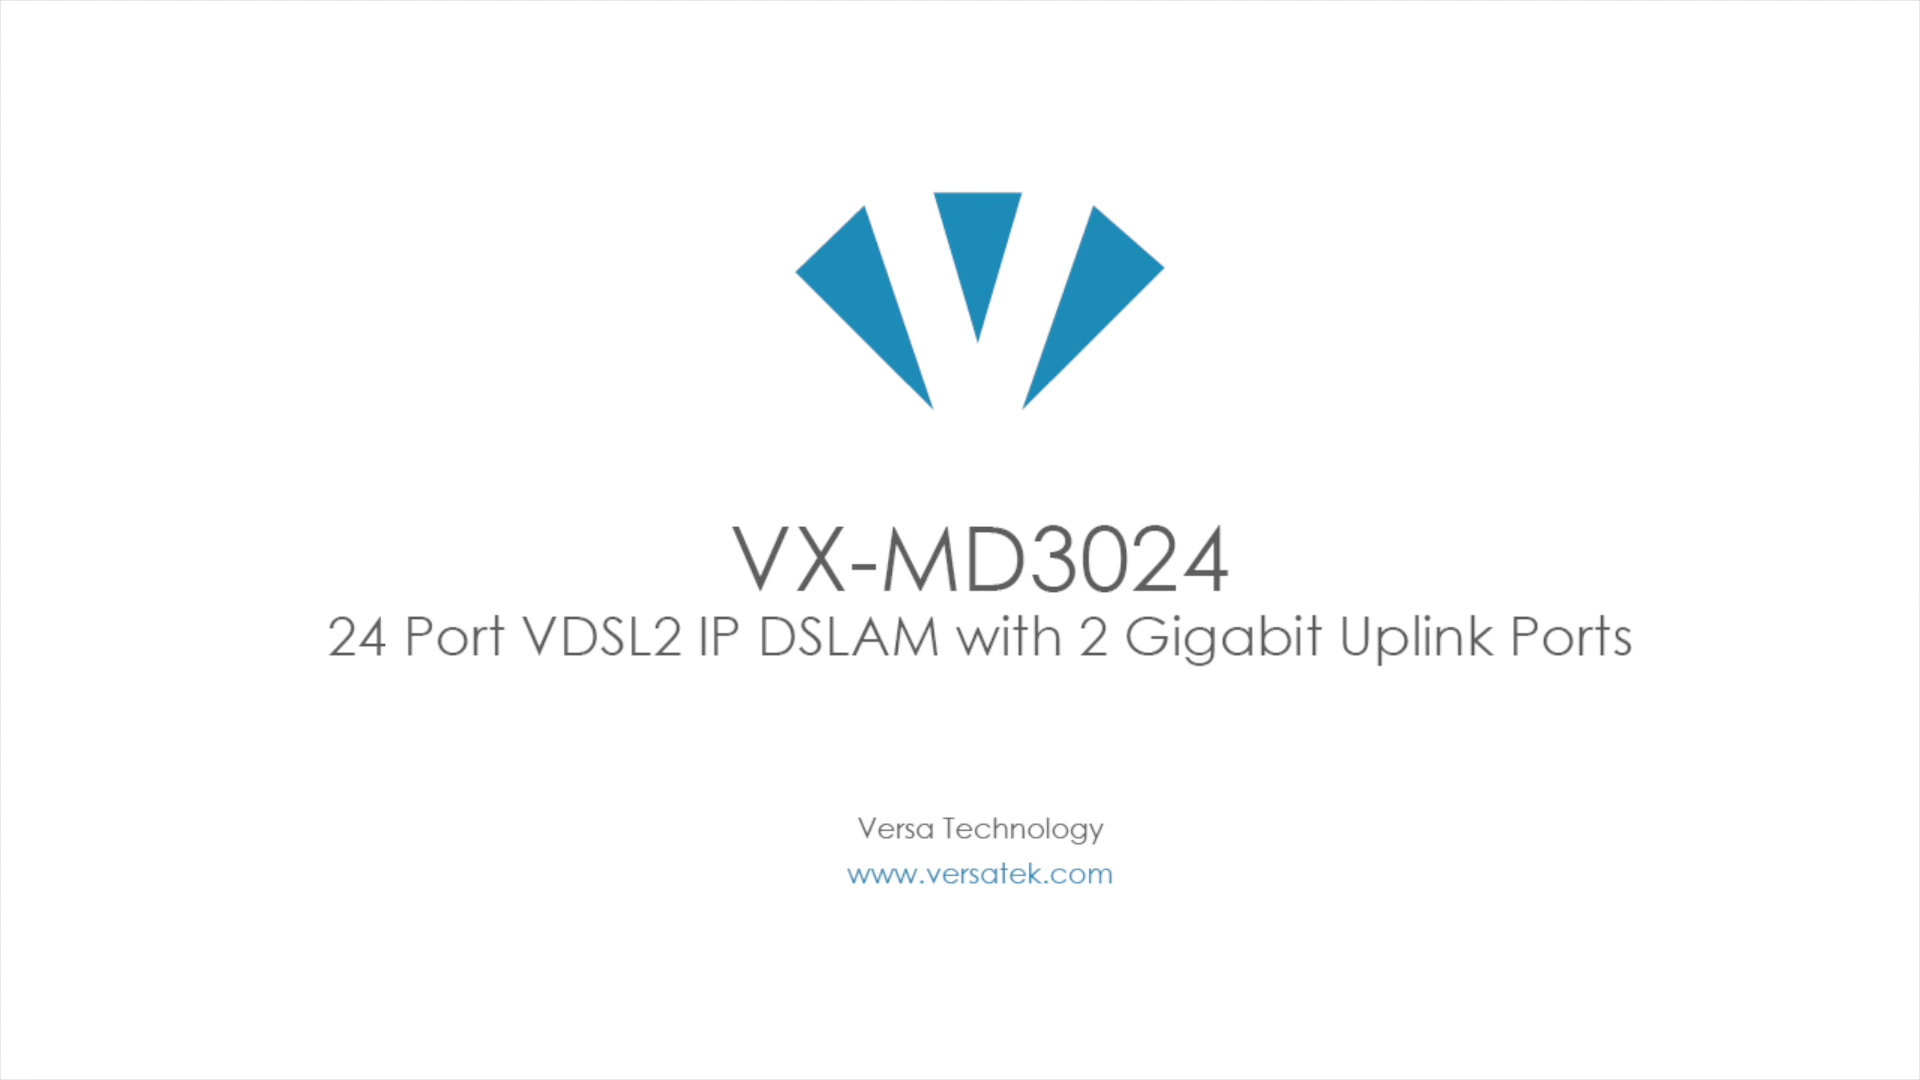 VX-MD3024
24 Port VDSL2 IP DSLAM with 2 Gigabit Uplink Ports
Versa Technology
www.versatek.com